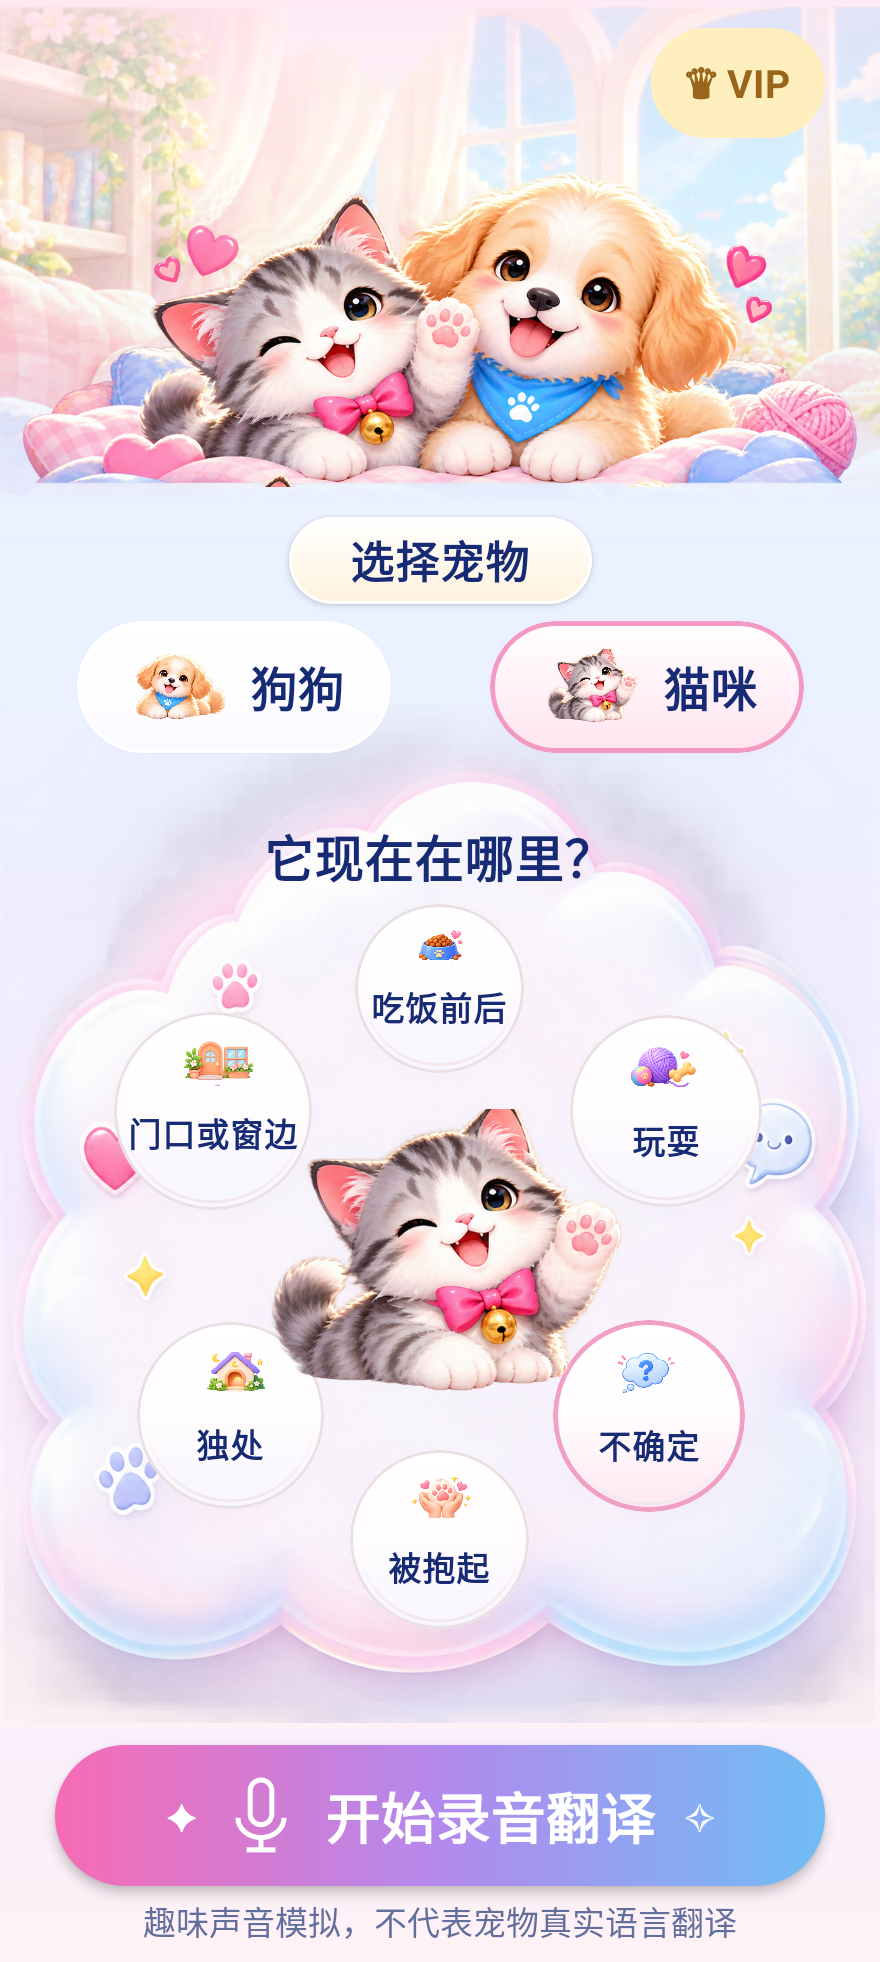 VIP
选择宠物
狗狗
猫咪
它现在在哪里？
吃饭前后
门口或窗边
玩耍
独处
不确定
被抱起
开始录音翻译
趣味声音模拟，不代表宠物真实语言翻译